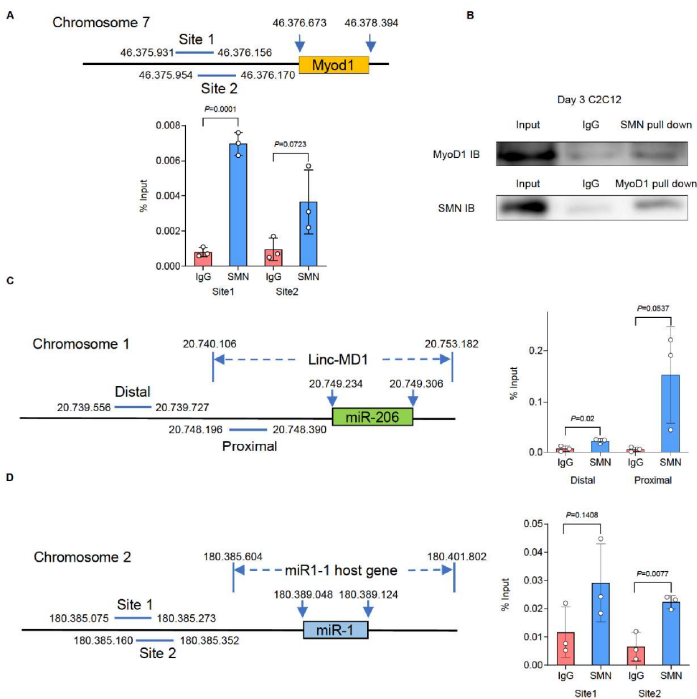 A
Chromosome 7
46.376.673
46.378.394
Site 1
46.375.931
46.376.156
Myod1
46.375.954
46.376.170
Site 2
P=0.0001
P=0.0723
0.008
0.006
0.004
0.002
0.000
% Input
IgG
SMN
IgG
SMN
Site1
Site2
B
Day 3 C2C12
Input
IgG
SMN pull down
MyoD1 IB
Input
IgG
MyoD1 pull down
SMN IB
C
Chromosome 1
20.740.106
20.753.182
Linc-MD1
Distal
20.749.234
20.749.306
20.739.556
20.739.727
miR-206
20.748.196
20.748.390
Proximal
P=0.0537
P=0.02
0.2
0.1
0.0
% Input
IgG
SMN
IgG
SMN
Distal
Proximal
D
Chromosome 2
180.385.604
180.401.802
miR1-1 host gene
Site 1
180.389.048
180.389.124
180.385.075
180.385.273
miR-1
180.385.160
180.385.352
Site 2
P=0.1408
P=0.0077
0.05
0.04
0.03
0.02
0.01
0.00
% Input
IgG
SMN
IgG
SMN
Site1
Site2